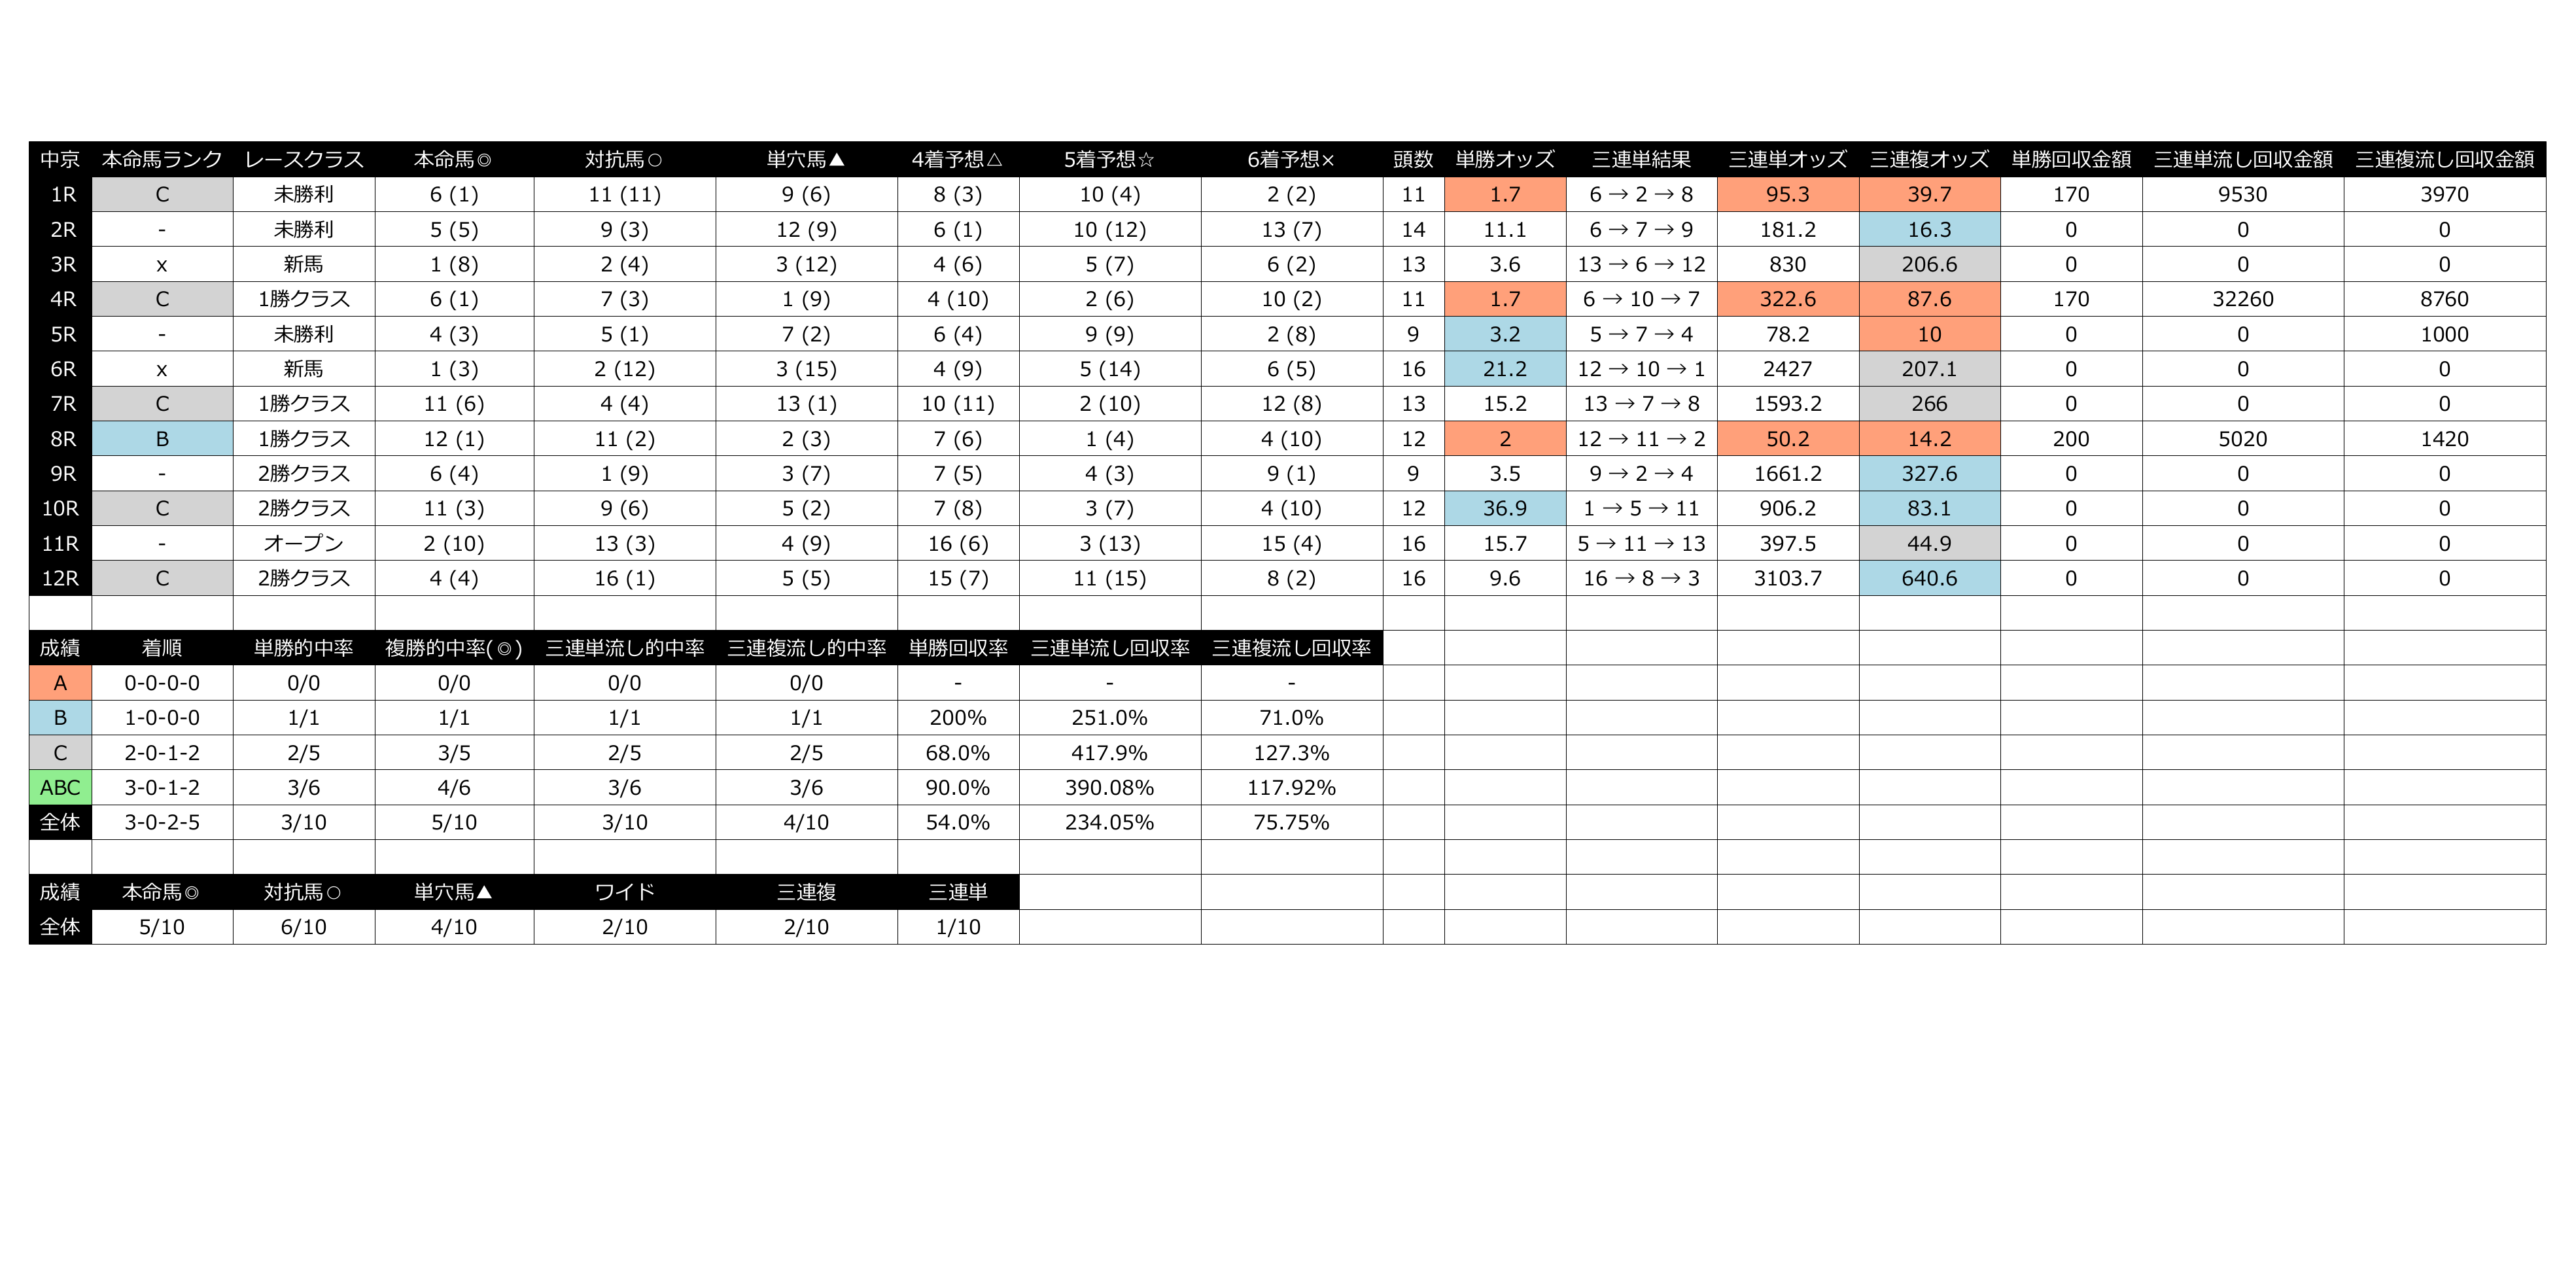 中京 本命馬ランク レースクラス 本命馬◎ 対抗馬○ 単穴馬▲ 4着予想△ 5着予想☆ 6着予想× 頭数 単勝オッズ 三連単結果 三連単オッズ 三連複オッズ 単勝回収金額 三連単流し回収金額 三連複流し回収金額
1R C 未勝利 6 (1) 11 (11) 9 (6) 8 (3) 10 (4) 2 (2) 11 1.7 6 → 2 → 8 95.3 39.7 170 9530 3970
2R - 未勝利 5 (5) 9 (3) 12 (9) 6 (1) 10 (12) 13 (7) 14 11.1 6 → 7 → 9 181.2 16.3 0 0 0
3R x 新馬 1 (8) 2 (4) 3 (12) 4 (6) 5 (7) 6 (2) 13 3.6 13 → 6 → 12 830 206.6 0 0 0
4R C 1勝クラス 6 (1) 7 (3) 1 (9) 4 (10) 2 (6) 10 (2) 11 1.7 6 → 10 → 7 322.6 87.6 170 32260 8760
5R - 未勝利 4 (3) 5 (1) 7 (2) 6 (4) 9 (9) 2 (8) 9 3.2 5 → 7 → 4 78.2 10 0 0 1000
6R x 新馬 1 (3) 2 (12) 3 (15) 4 (9) 5 (14) 6 (5) 16 21.2 12 → 10 → 1 2427 207.1 0 0 0
7R C 1勝クラス 11 (6) 4 (4) 13 (1) 10 (11) 2 (10) 12 (8) 13 15.2 13 → 7 → 8 1593.2 266 0 0 0
8R B 1勝クラス 12 (1) 11 (2) 2 (3) 7 (6) 1 (4) 4 (10) 12 2 12 → 11 → 2 50.2 14.2 200 5020 1420
9R - 2勝クラス 6 (4) 1 (9) 3 (7) 7 (5) 4 (3) 9 (1) 9 3.5 9 → 2 → 4 1661.2 327.6 0 0 0
10R C 2勝クラス 11 (3) 9 (6) 5 (2) 7 (8) 3 (7) 4 (10) 12 36.9 1 → 5 → 11 906.2 83.1 0 0 0
11R - オープン 2 (10) 13 (3) 4 (9) 16 (6) 3 (13) 15 (4) 16 15.7 5 → 11 → 13 397.5 44.9 0 0 0
12R C 2勝クラス 4 (4) 16 (1) 5 (5) 15 (7) 11 (15) 8 (2) 16 9.6 16 → 8 → 3 3103.7 640.6 0 0 0
成績 着順 単勝的中率 複勝的中率(◎) 三連単流し的中率 三連複流し的中率 単勝回収率 三連単流し回収率 三連複流し回収率
A 0-0-0-0 0/0 0/0 0/0 0/0 - - -
B 1-0-0-0 1/1 1/1 1/1 1/1 200% 251.0% 71.0%
C 2-0-1-2 2/5 3/5 2/5 2/5 68.0% 417.9% 127.3%
ABC 3-0-1-2 3/6 4/6 3/6 3/6 90.0% 390.08% 117.92%
全体 3-0-2-5 3/10 5/10 3/10 4/10 54.0% 234.05% 75.75%
成績 本命馬◎ 対抗馬○ 単穴馬▲ ワイド 三連複 三連単
全体 5/10 6/10 4/10 2/10 2/10 1/10